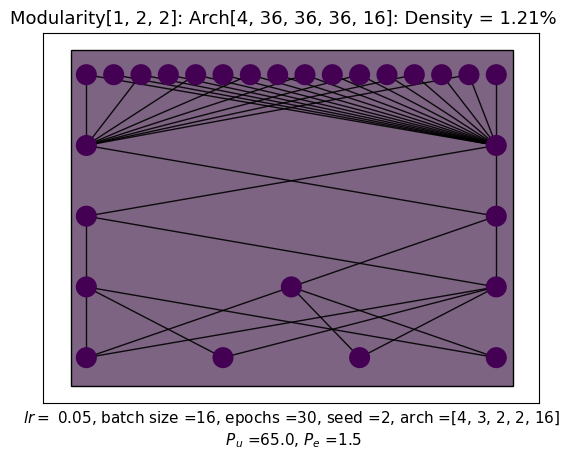 Modularity[1, 2, 2]: Arch[4, 36, 36, 36, 16]: Density = 1.21%
lr = 0.05, batch size =16, epochs =30, seed =2, arch =[4, 3, 2, 2, 16]
P_u =65.0, P_e =1.5